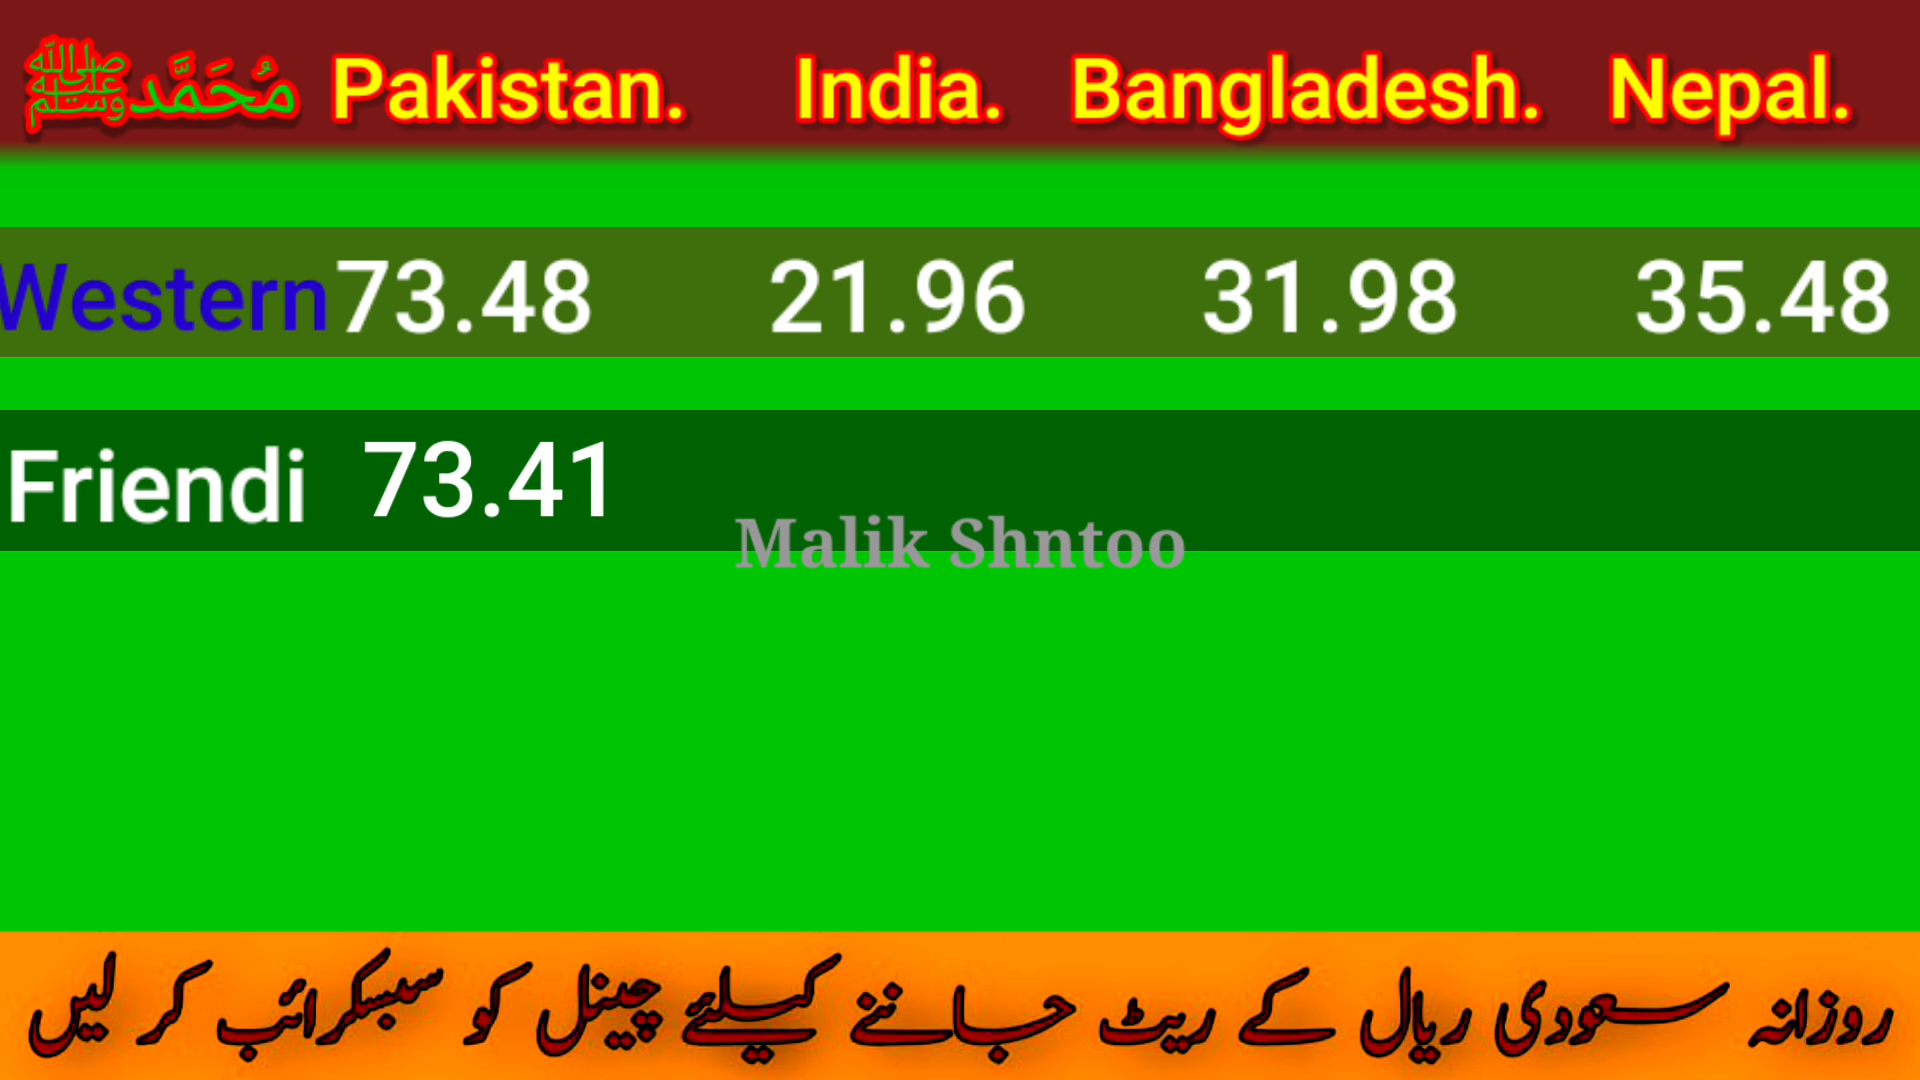 مُحَمَّدﷺ Pakistan. India. Bangladesh. Nepal.
Western 73.48 21.96 31.98 35.48
Friendi 73.41
Malik Shntoo
روزانہ سعودی ریال کے ریٹ جاننے کیلئے چینل کو سبسکرائب کر لیں